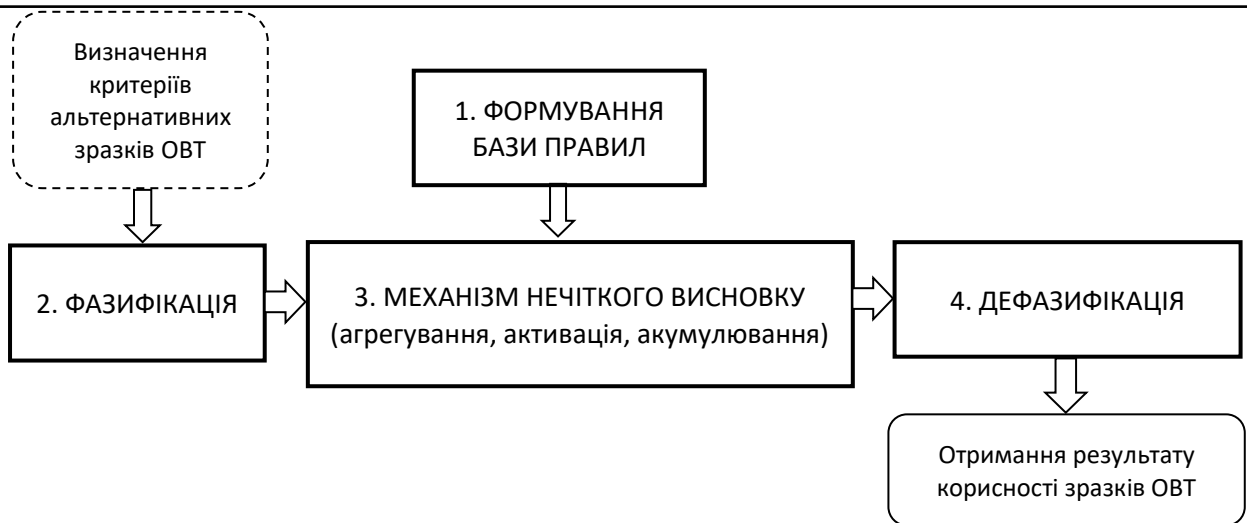 Визначення
критеріїв
альтернативних
зразків ОВТ
1. ФОРМУВАННЯ
БАЗИ ПРАВИЛ
2. ФАЗИФІКАЦІЯ
3. МЕХАНІЗМ НЕЧІТКОГО ВИСНОВКУ
(агрегування, активація, акумулювання)
4. ДЕФАЗИФІКАЦІЯ
Отримання результату
корисності зразків ОВТ